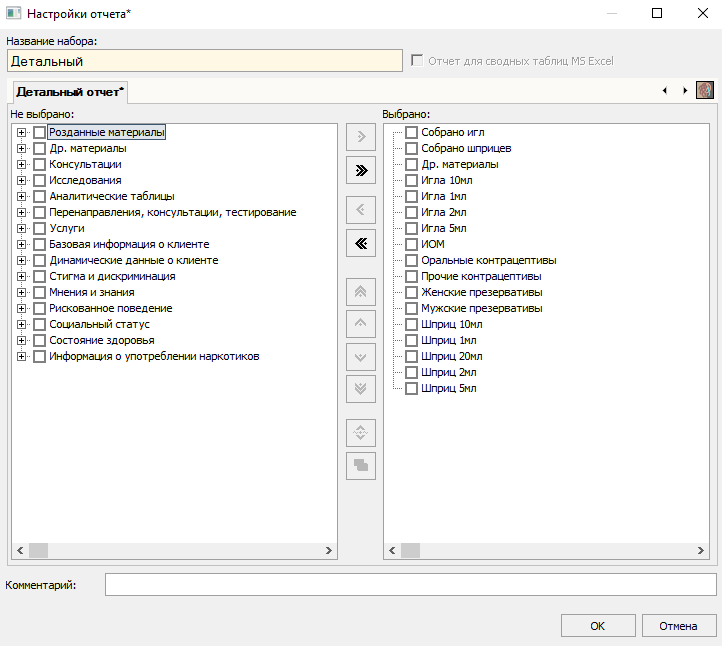 Настройки отчета*
Название набора:
Детальный
Отчет для сводных таблиц MS Excel
Детальный отчет*
Не выбрано:
Розданные материалы
Др. материалы
Консультации
Исследования
Аналитические таблицы
Перенаправления, консультации, тестирование
Услуги
Базовая информация о клиенте
Динамические данные о клиенте
Стигма и дискриминация
Мнения и знания
Рискованное поведение
Социальный статус
Состояние здоровья
Информация о употреблении наркотиков
Выбрано:
Собрано игл
Собрано шприцев
Др. материалы
Игла 10мл
Игла 1мл
Игла 2мл
Игла 5мл
ИОМ
Оральные контрацептивы
Прочие контрацептивы
Женские презервативы
Мужские презервативы
Шприц 10мл
Шприц 1мл
Шприц 20мл
Шприц 2мл
Шприц 5мл
Комментарий:
OK
Отмена